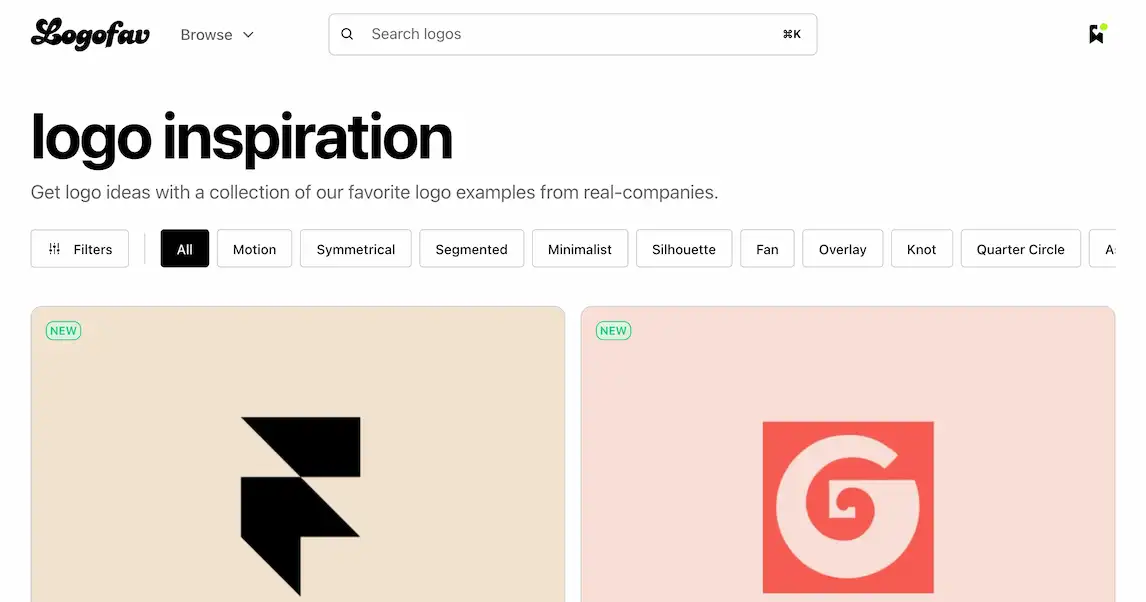 Logofav Browse Search logos ⌘K
logo inspiration
Get logo ideas with a collection of our favorite logo examples from real-companies.
Filters All Motion Symmetrical Segmented Minimalist Silhouette Fan Overlay Knot Quarter Circle
NEW NEW
G